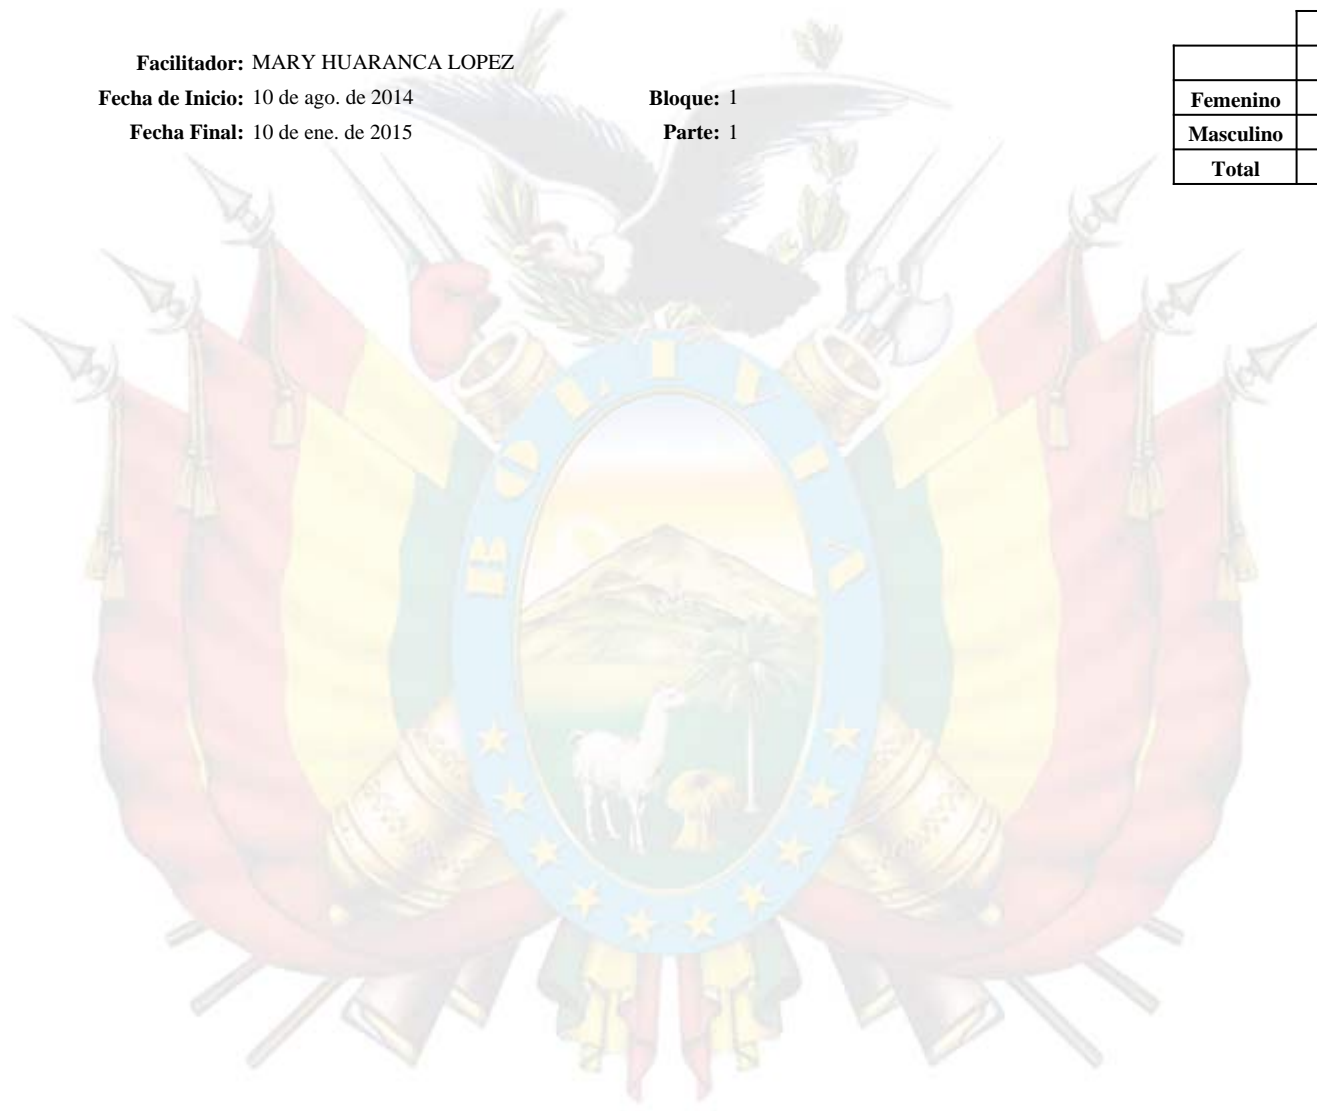 Facilitador: MARY HUARANCA LOPEZ
Fecha de Inicio: 10 de ago. de 2014 Bloque: 1
Fecha Final: 10 de ene. de 2015 Parte: 1
Femenino
Masculino
Total
BOLIVIA